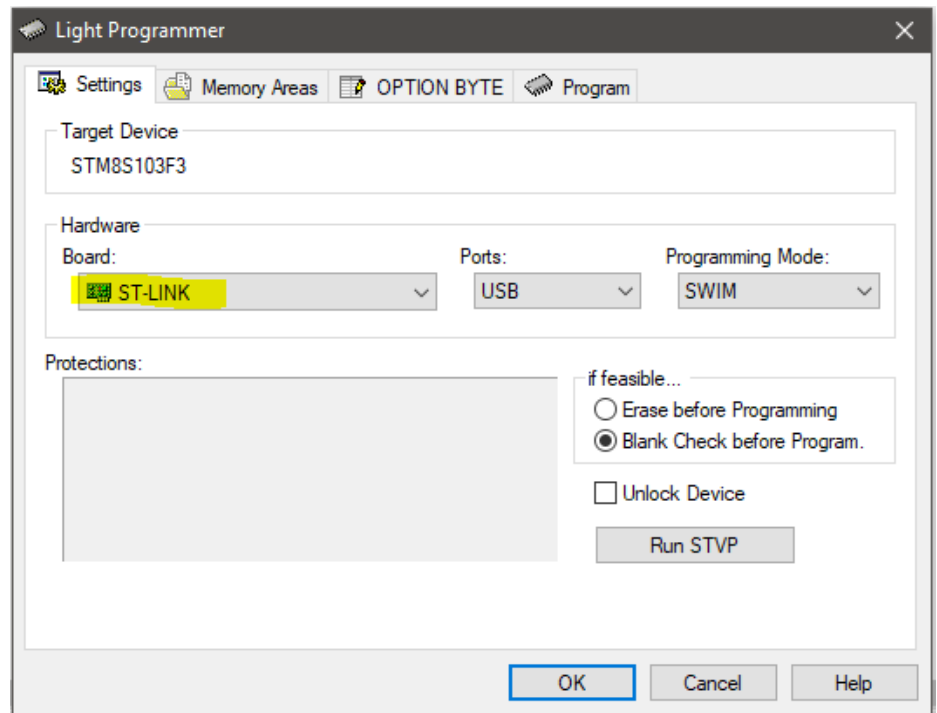 Light Programmer
Settings Memory Areas OPTION BYTE Program
Target Device
STM8S103F3
Hardware
Board: Ports: Programming Mode:
ST-LINK USB SWIM
Protections:
if feasible...
Erase before Programming
Blank Check before Program.
Unlock Device
Run STVP
OK Cancel Help